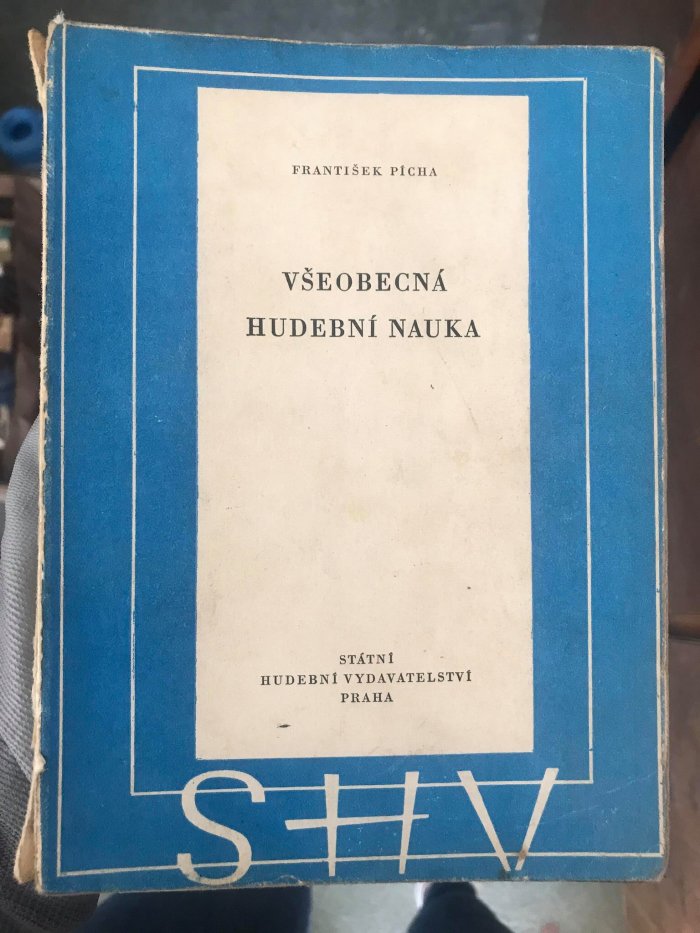 FRANTIŠEK PÍCHA
VŠEOBECNÁ
HUDEBNÍ NAUKA
STÁTNÍ
HUDEBNÍ VYDAVATELSTVÍ
PRAHA
SHV